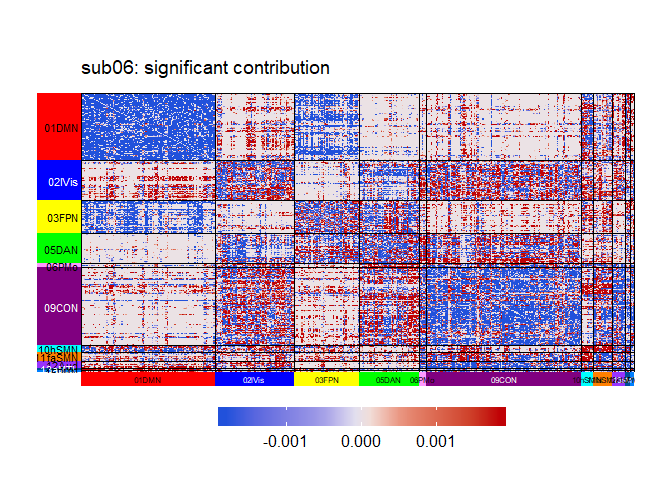 sub06: significant contribution
01DMN
02lVis
03FPN
05DAN
09CON
01DMN
02lVis
03FPN
05DAN
09CON
-0.001 0.000 0.001